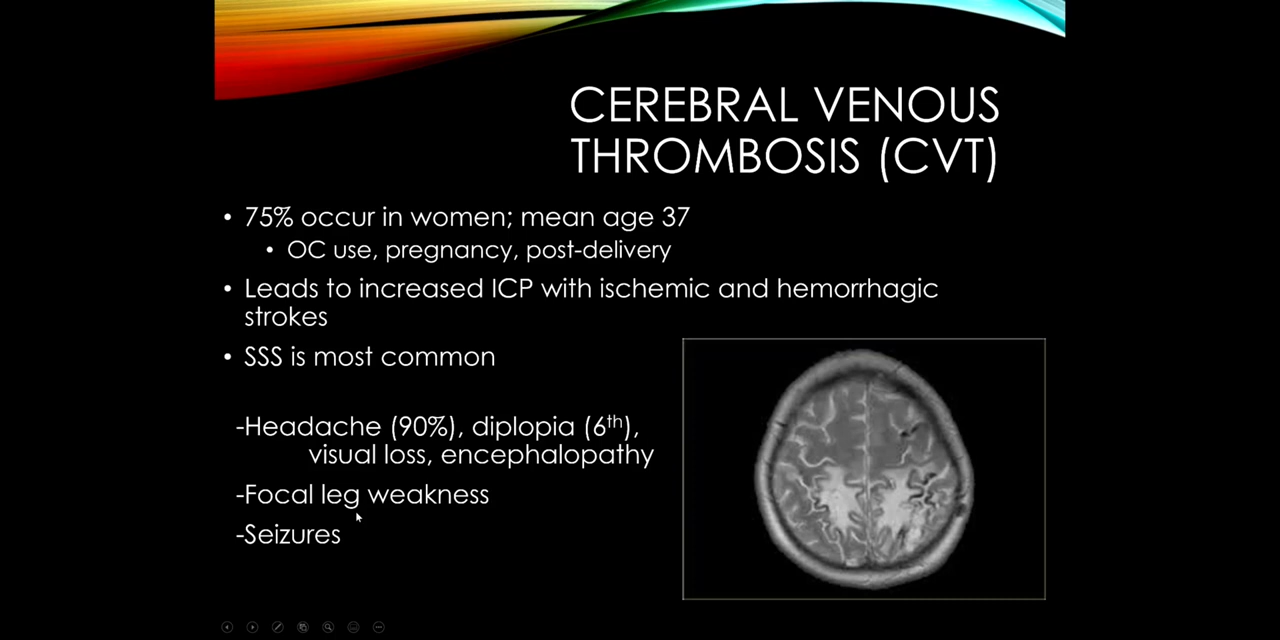 CEREBRAL VENOUS
THROMBOSIS (CVT)
• 75% occur in women; mean age 37
• OC use, pregnancy, post-delivery
• Leads to increased ICP with ischemic and hemorrhagic
strokes
• SSS is most common
-Headache (90%), diplopia (6th),
visual loss, encephalopathy
-Focal leg weakness
-Seizures